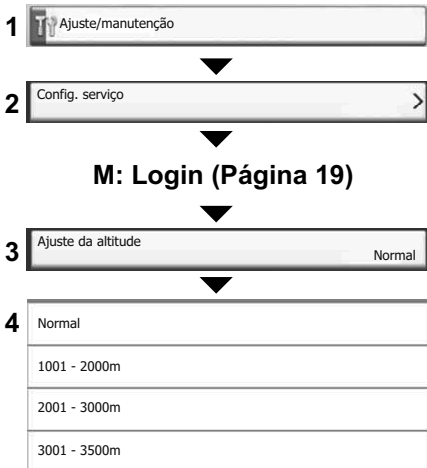 1 Ajuste/manutenção
2 Config. serviço >
M: Login (Página 19)
3 Ajuste da altitude
Normal
4 Normal
1001 - 2000m
2001 - 3000m
3001 - 3500m